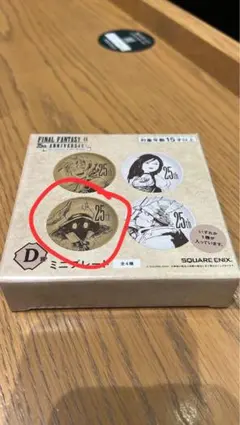 FINAL FANTASY IX
25th ANNIVERSARY
対象年齢15才以上
25th
25th
25th
25th
D賞
ミニプレート
全4種
いずれか
1種が
入っています。
SQUARE ENIX